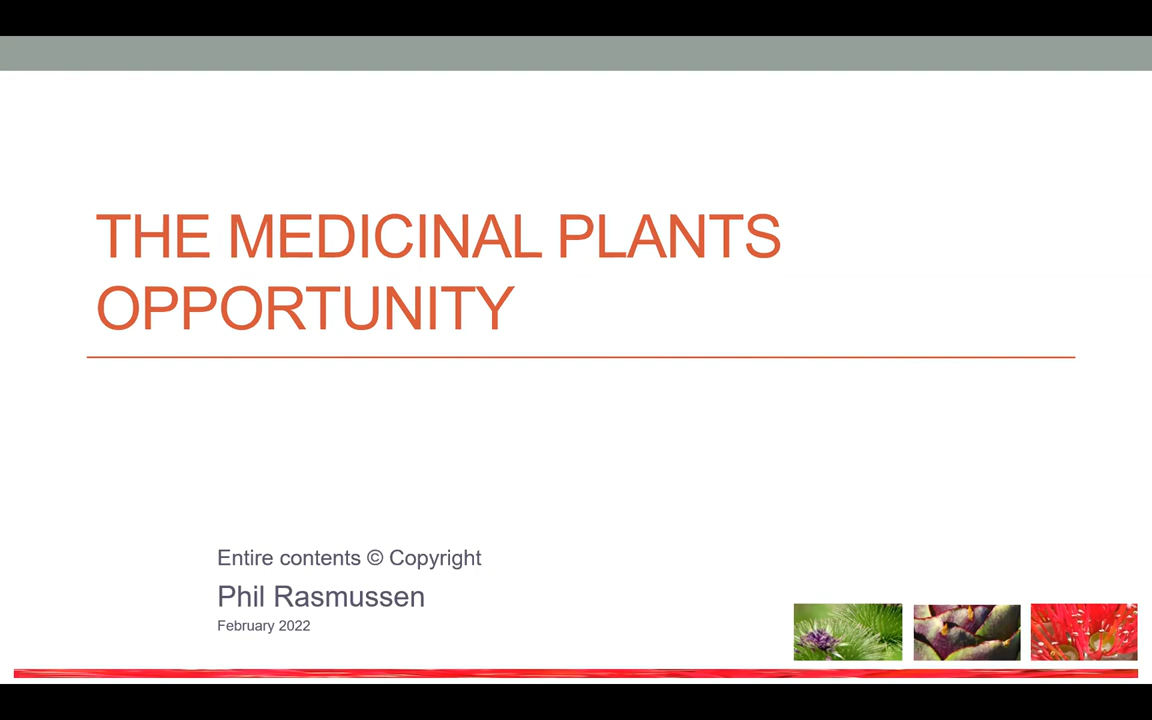 THE MEDICINAL PLANTS
OPPORTUNITY
Entire contents © Copyright
Phil Rasmussen
February 2022